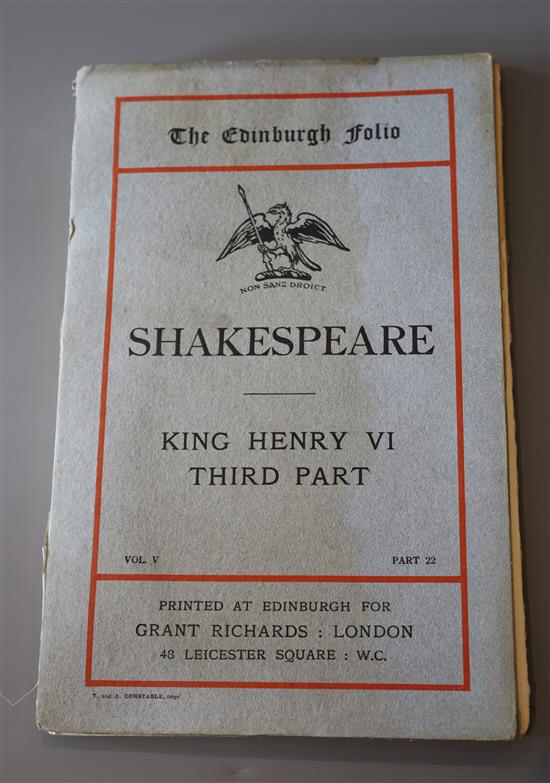 The Edinburgh Folio
NON SANZ DROICT
SHAKESPEARE
KING HENRY VI
THIRD PART
VOL. V PART 22
PRINTED AT EDINBURGH FOR
GRANT RICHARDS : LONDON
48 LEICESTER SQUARE : W.C.
T. and A. CONSTABLE,